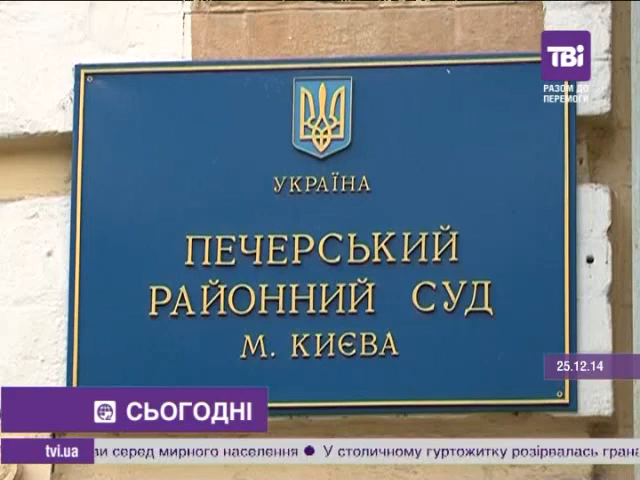 ТВі
РАЗОМ ДО
ПЕРЕМОГИ
УКРАЇНА
ПЕЧЕРСЬКИЙ
РАЙОННИЙ СУД
М. КИЄВА
25.12.14
СЬОГОДНІ
tvi.ua
серед мирного населення ● У столичному гуртожитку розірвалась